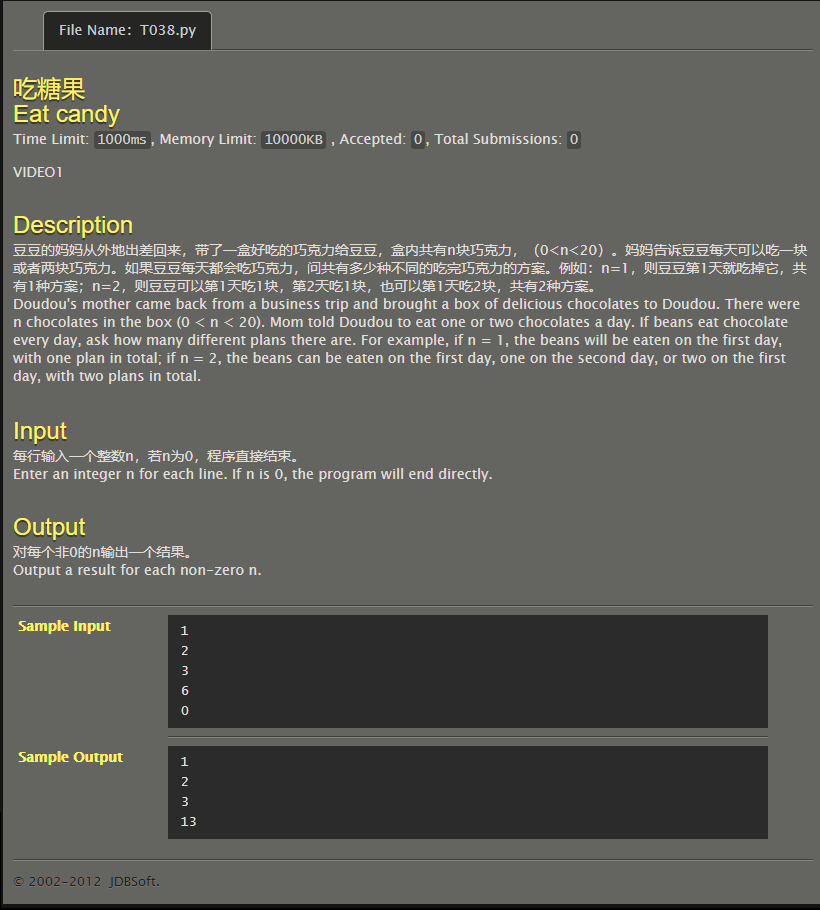 File Name: T038.py
吃糖果
Eat candy
Time Limit: 1000ms, Memory Limit: 10000KB , Accepted: 0, Total Submissions: 0
VIDEO1
Description
豆豆的妈妈从外地出差回来，带了一盒好吃的巧克力给豆豆，盒内共有n块巧克力，（0<n<20）。妈妈告诉豆豆每天可以吃一块
或者两块巧克力。如果豆豆每天都会吃巧克力，问共有多少种不同的吃完巧克力的方案。例如：n=1，则豆豆第1天就吃掉它，共
有1种方案；n=2，则豆豆可以第1天吃1块，第2天吃1块，也可以第1天吃2块，共有2种方案。
Doudou's mother came back from a business trip and brought a box of delicious chocolates to Doudou. There were
n chocolates in the box (0 < n < 20). Mom told Doudou to eat one or two chocolates a day. If beans eat chocolate
every day, ask how many different plans there are. For example, if n = 1, the beans will be eaten on the first day,
with one plan in total; if n = 2, the beans can be eaten on the first day, one on the second day, or two on the first
day, with two plans in total.
Input
每行输入一个整数n，若n为0，程序直接结束。
Enter an integer n for each line. If n is 0, the program will end directly.
Output
对每个非0的n输出一个结果。
Output a result for each non-zero n.
Sample Input
1
2
3
6
0
Sample Output
1
2
3
13
© 2002-2012 JDBSoft.